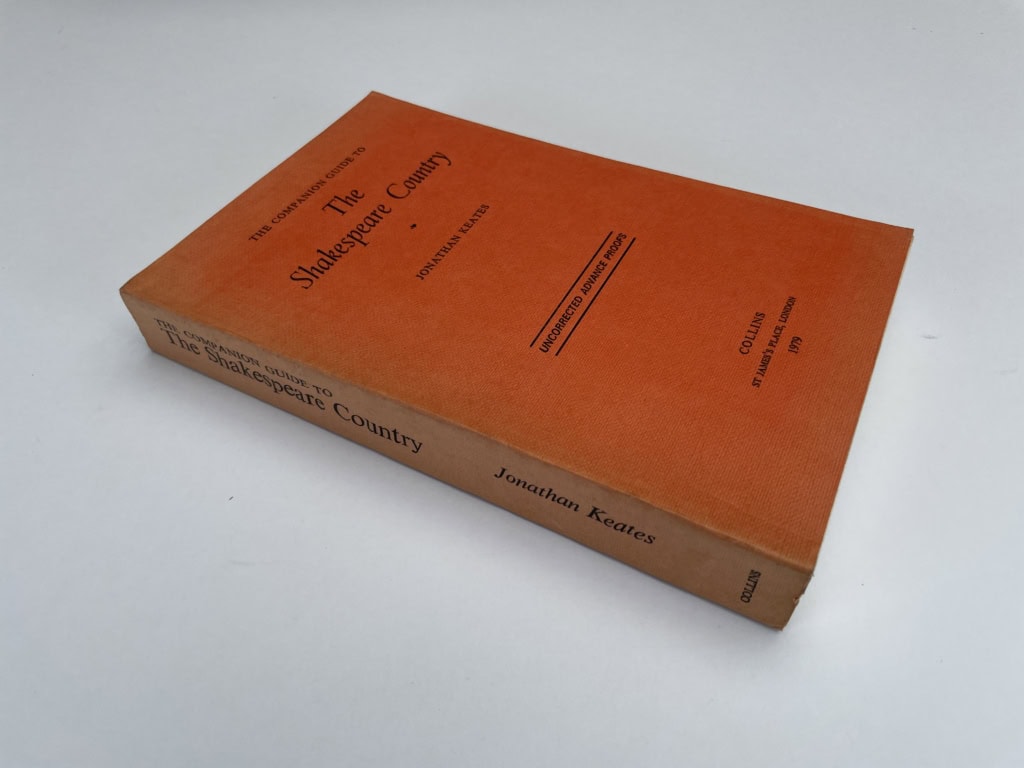 THE COMPANION GUIDE TO
The
Shakespeare Country
JONATHAN KEATES
UNCORRECTED ADVANCE PROOFS
COLLINS
ST JAMES'S PLACE, LONDON
1979
THE COMPANION GUIDE TO
The Shakespeare Country
Jonathan Keates
COLLINS